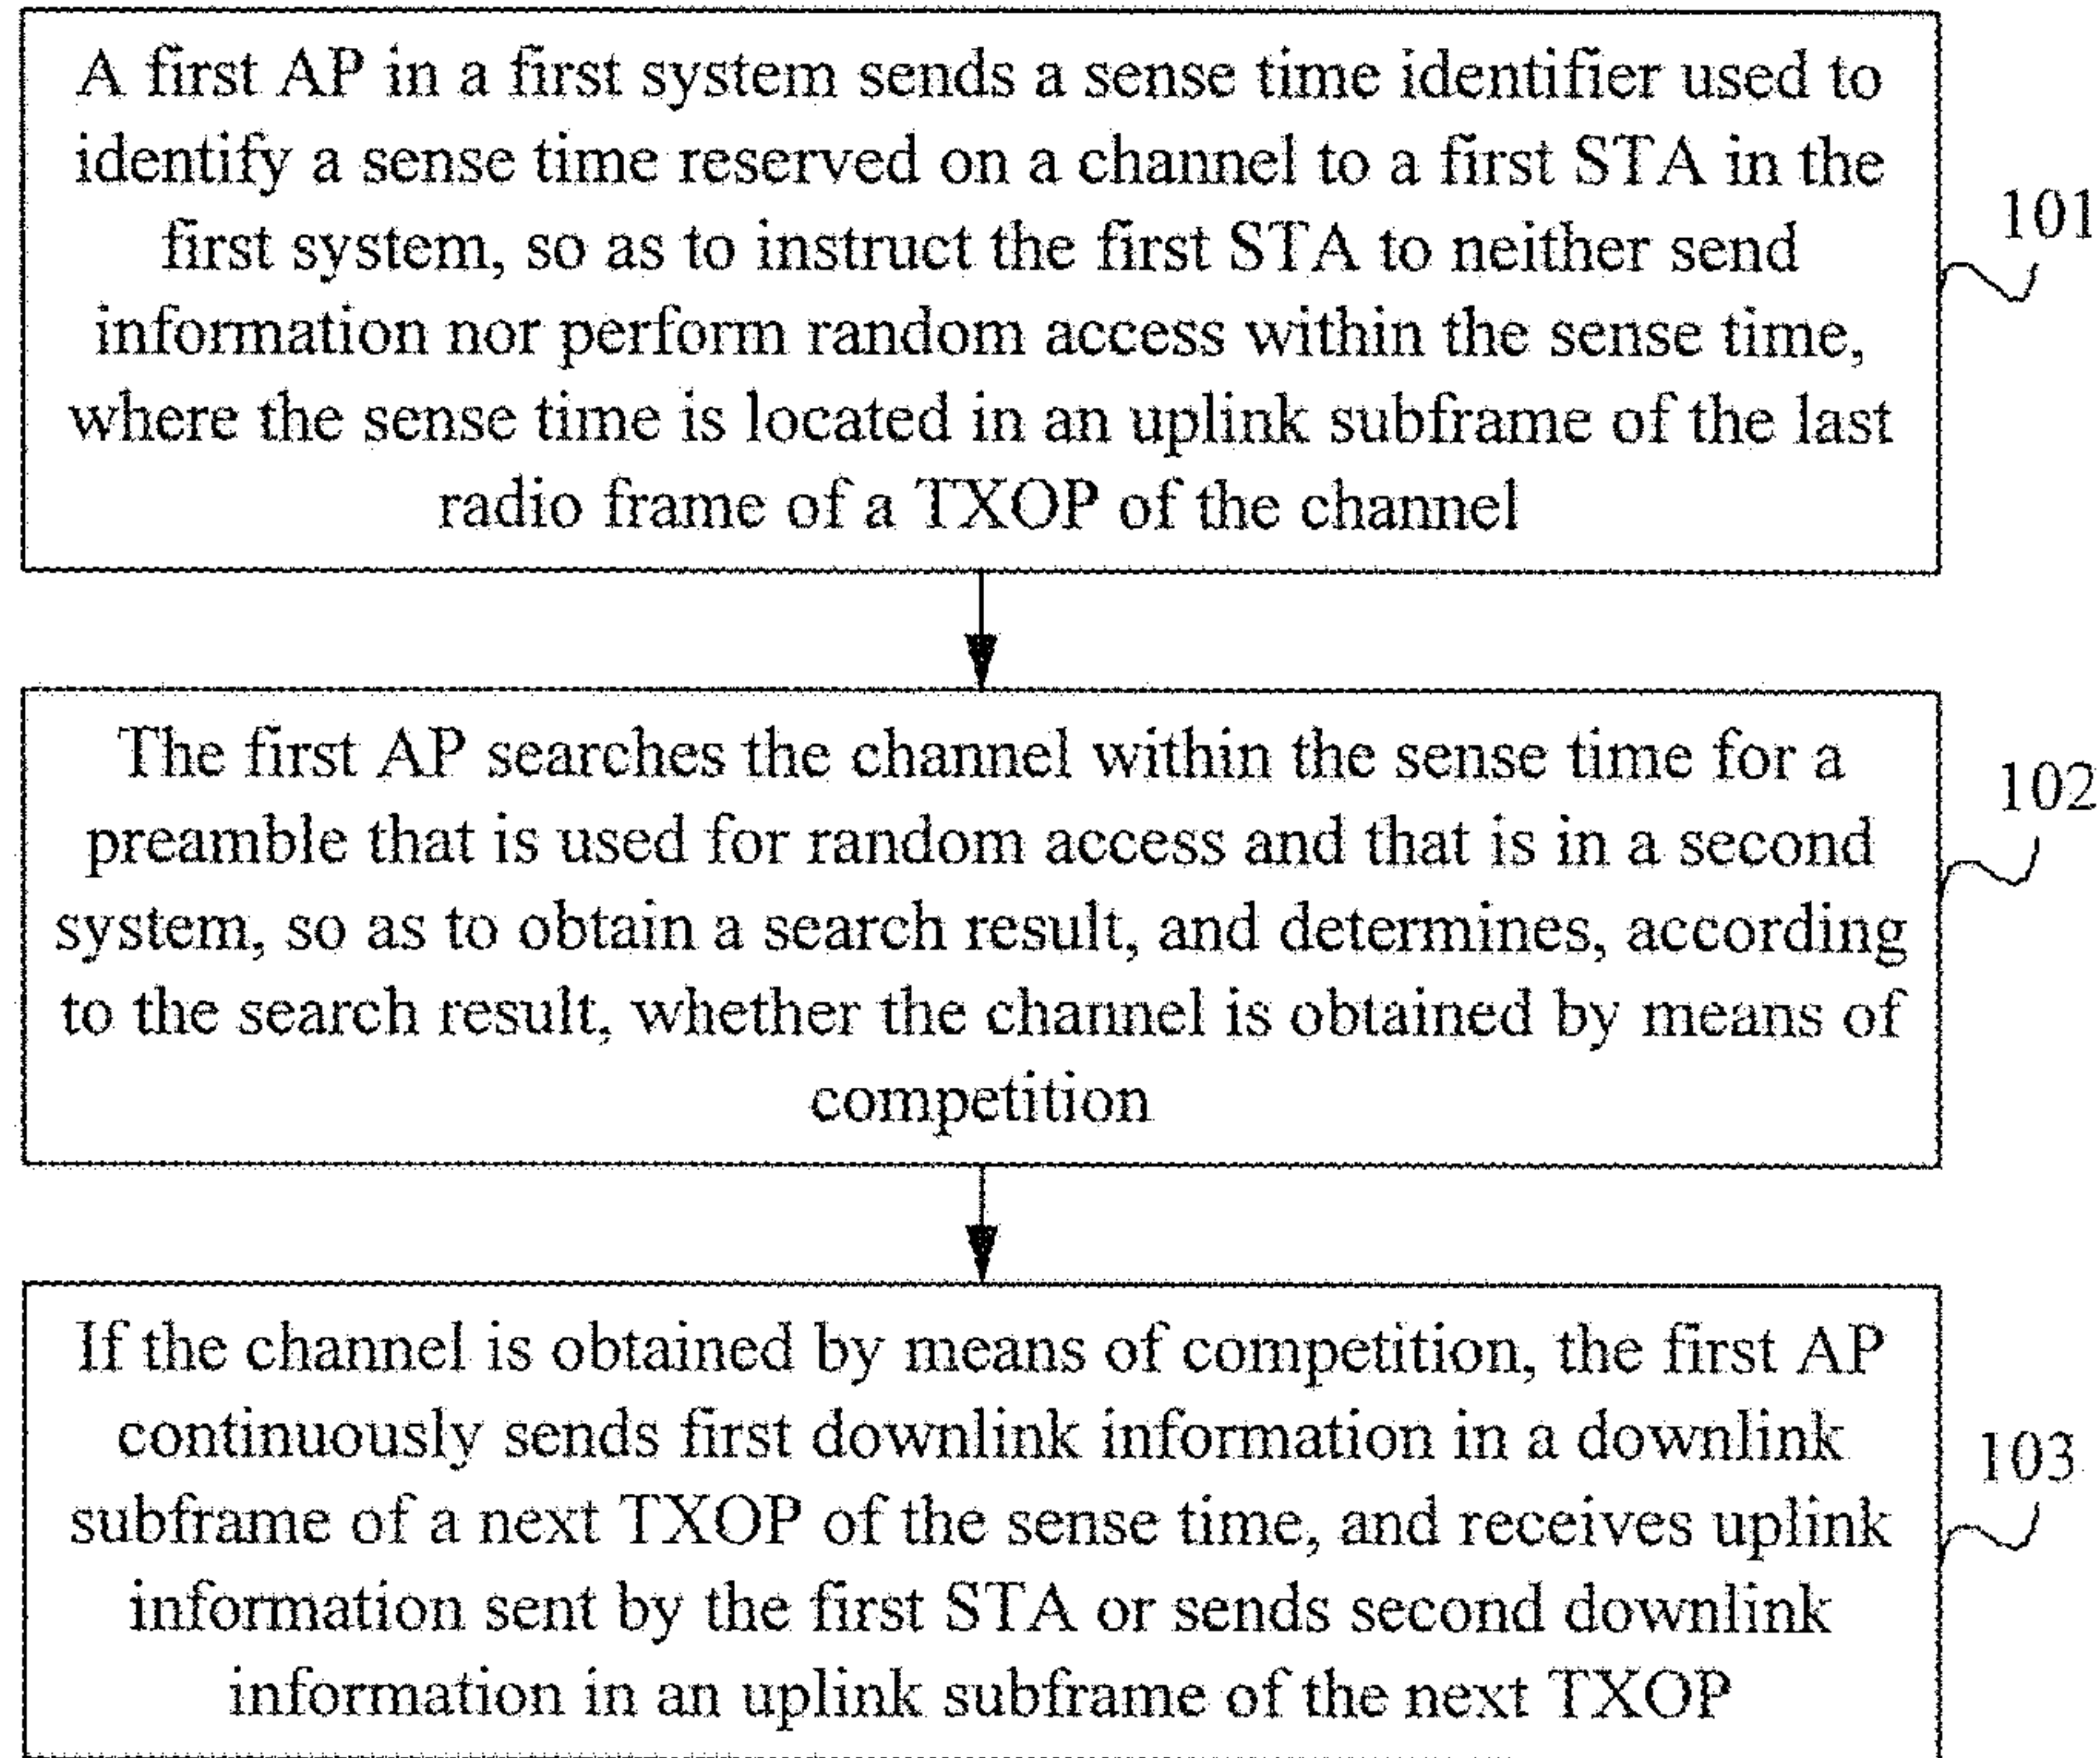 A first AP in a first system sends a sense time identifier used to
identify a sense time reserved on a channel to a first STA in the
first system, so as to instruct the first STA to neither send
information nor perform random access within the sense time,
where the sense time is located in an uplink subframe of the last
radio frame of a TXOP of the channel
101
The first AP searches the channel within the sense time for a
preamble that is used for random access and that is in a second
system, so as to obtain a search result, and determines, according
to the search result, whether the channel is obtained by means of
competition
102
If the channel is obtained by means of competition, the first AP
continuously sends first downlink information in a downlink
subframe of a next TXOP of the sense time, and receives uplink
information sent by the first STA or sends second downlink
information in an uplink subframe of the next TXOP
103